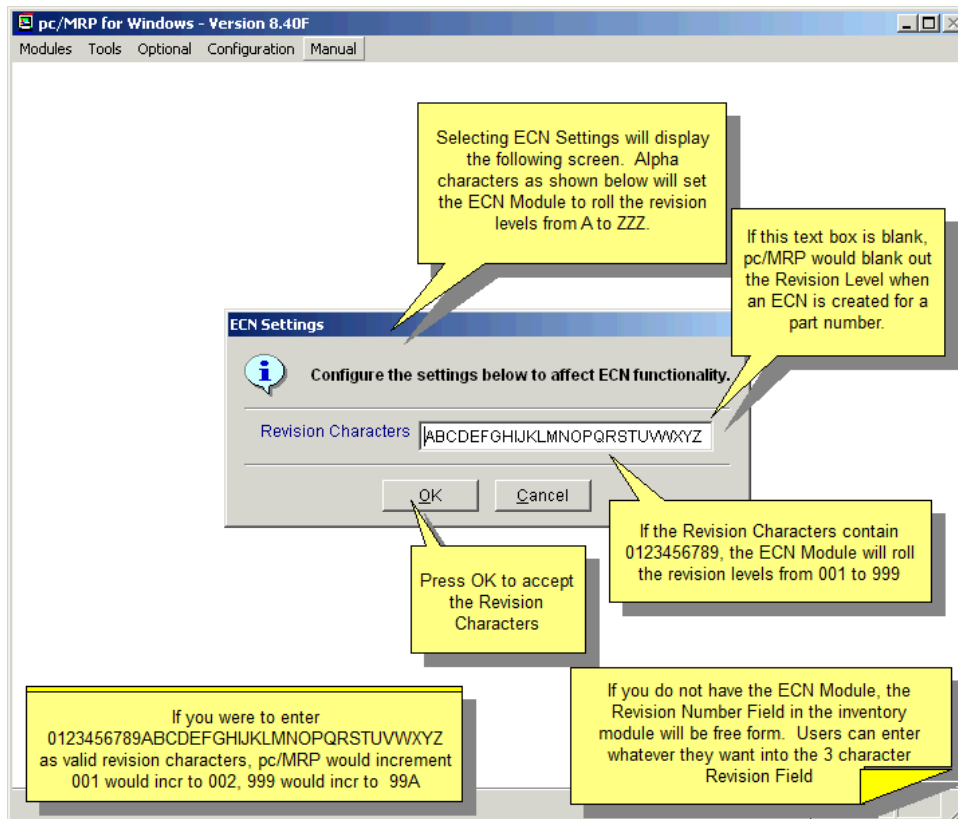 pc/MRP for Windows - Version 8.40F
Modules Tools Optional Configuration Manual
Selecting ECN Settings will display
the following screen. Alpha
characters as shown below will set
the ECN Module to roll the revision
levels from A to ZZZ.
If this text box is blank,
pc/MRP would blank out
the Revision Level when
an ECN is created for a
part number.
ECN Settings
Configure the settings below to affect ECN functionality.
Revision Characters ABCDEFGHIJKLMNOPQRSTUVWXYZ
OK Cancel
If the Revision Characters contain
0123456789, the ECN Module will roll
the revision levels from 001 to 999
Press OK to accept
the Revision
Characters
If you were to enter
0123456789ABCDEFGHIJKLMNOPQRSTUVWXYZ
as valid revision characters, pc/MRP would increment
001 would incr to 002, 999 would incr to 99A
If you do not have the ECN Module, the
Revision Number Field in the inventory
module will be free form. Users can enter
whatever they want into the 3 character
Revision Field